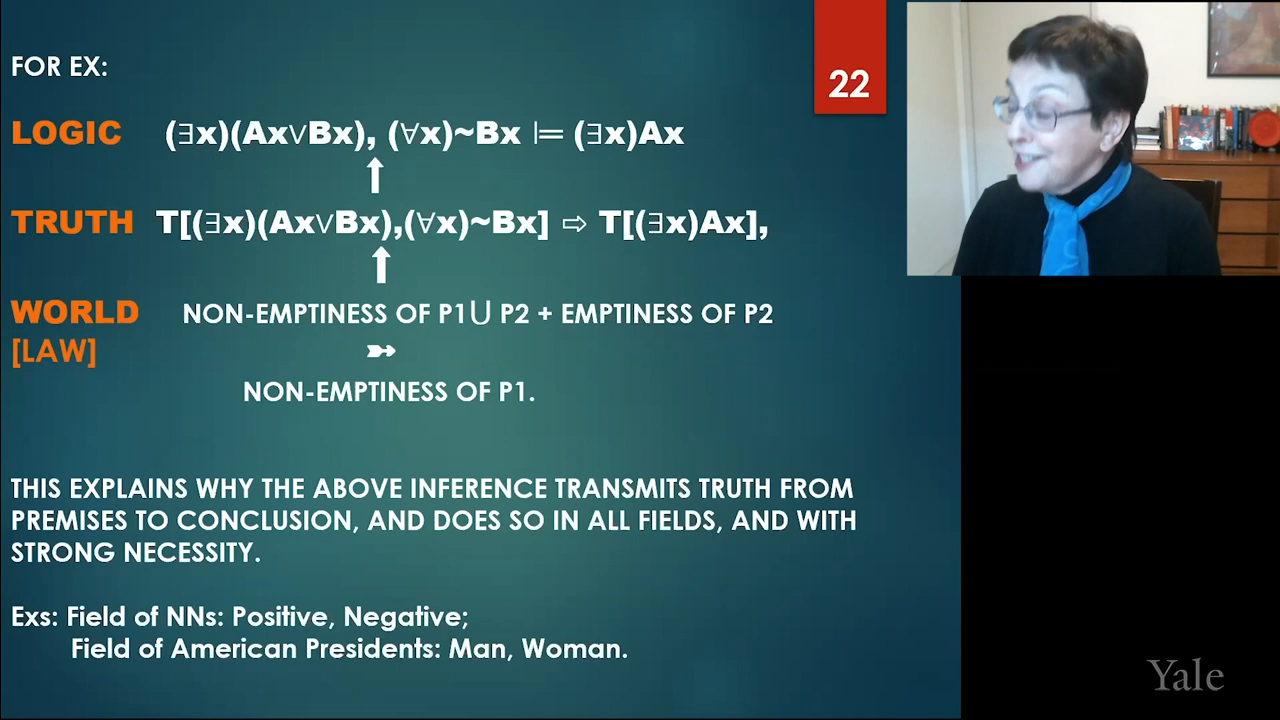 FOR EX:
22
LOGIC (∃x)(Ax∨Bx), (∀x)~Bx ⊨ (∃x)Ax
TRUTH T[(∃x)(Ax∨Bx),(∀x)~Bx] ⇨ T[(∃x)Ax],
WORLD NON-EMPTINESS OF P1⋃ P2 + EMPTINESS OF P2
[LAW] ➳
NON-EMPTINESS OF P1.
THIS EXPLAINS WHY THE ABOVE INFERENCE TRANSMITS TRUTH FROM
PREMISES TO CONCLUSION, AND DOES SO IN ALL FIELDS, AND WITH
STRONG NECESSITY.
Exs: Field of NNs: Positive, Negative;
Field of American Presidents: Man, Woman.
Yale